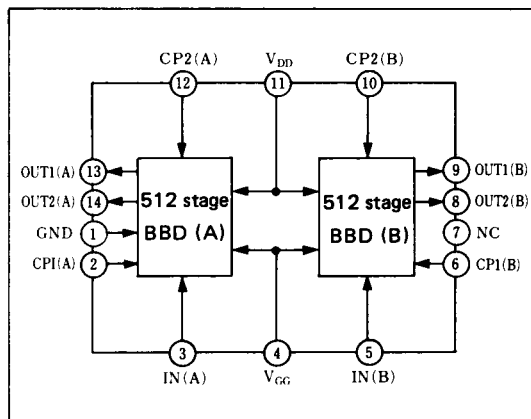 CP2(A) V_DD CP2(B)
12 11 10
OUT1(A) 13 9 OUT1(B)
512 stage 512 stage
OUT2(A) 14 8 OUT2(B)
BBD (A) BBD (B)
GND 1 7 NC
CPI(A) 2 6 CP1(B)
3 4 5
IN(A) V_GG IN(B)